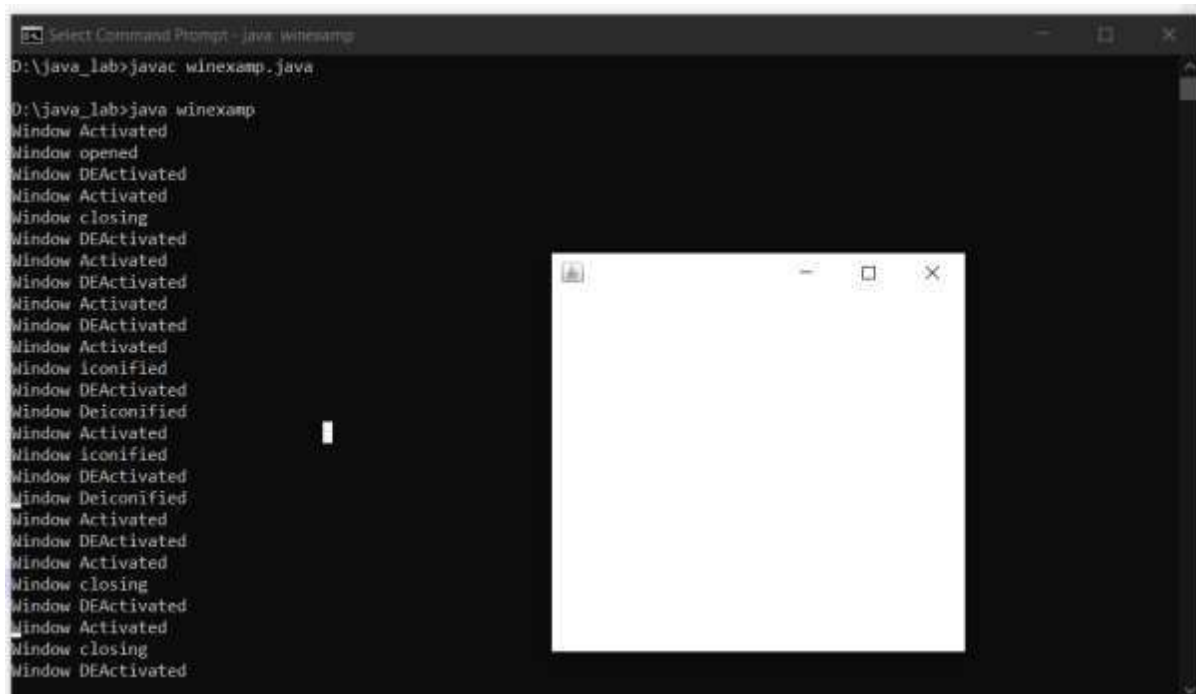 Select Command Prompt - java winexamp
D:\java_lab>javac winexamp.java
D:\java_lab>java winexamp
Window Activated
Window opened
Window DEActivated
Window Activated
Window closing
Window DEActivated
Window Activated
Window DEActivated
Window Activated
Window DEActivated
Window Activated
Window iconified
Window DEActivated
Window Deiconified
Window Activated
Window iconified
Window DEActivated
Window Deiconified
Window Activated
Window DEActivated
Window Activated
Window closing
Window DEActivated
Window Activated
Window closing
Window DEActivated